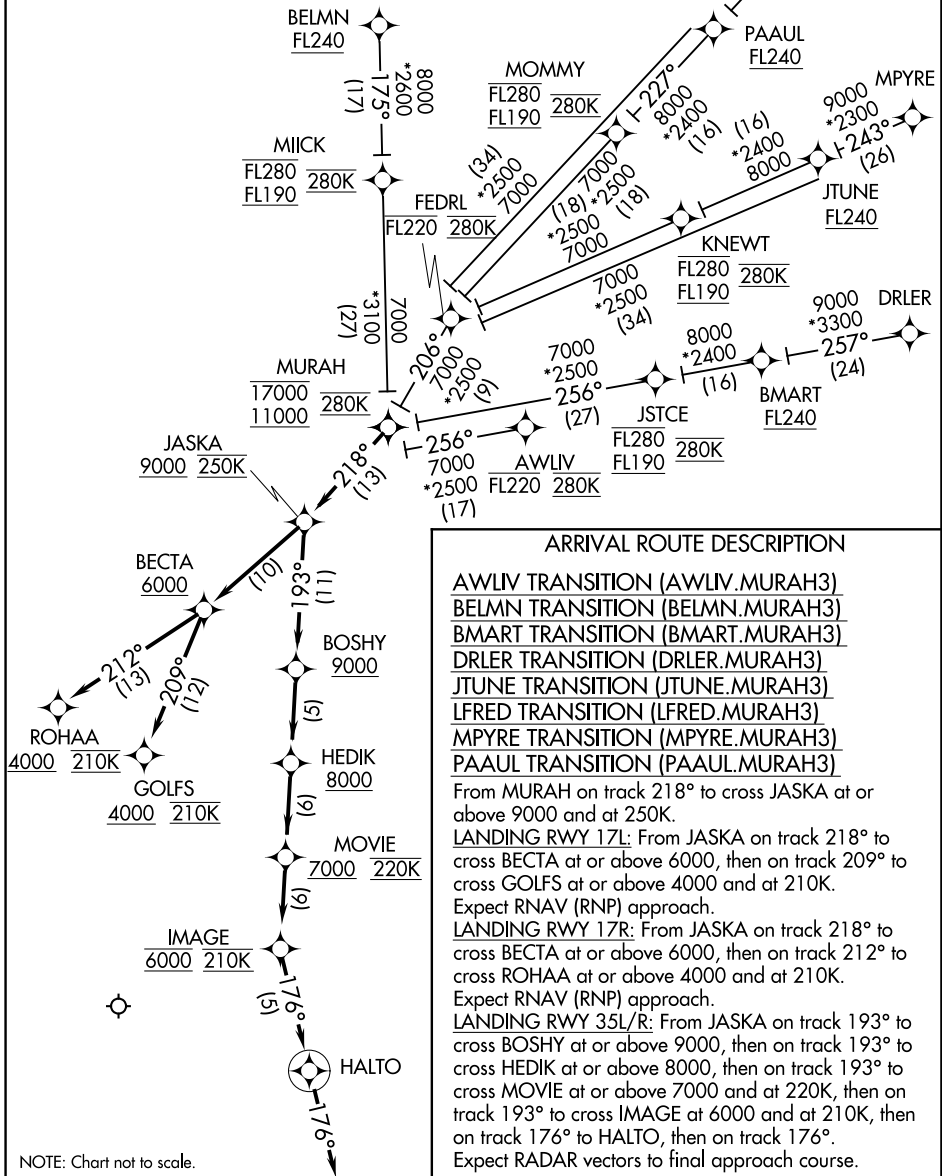 BELMN
FL240
8000
*2600
175°
(17)
MIICK
FL280
FL190
280K
7000
*3100
(27)
PAAUL
FL240
MOMMY
FL280
FL190
280K
227°
8000
*2400
(16)
(34)
*2500
7000
7000
*2500
(18)
MPYRE
9000
*2300
243°
(26)
(16)
*2400
8000
JTUNE
FL240
FEDRL
FL220 280K
(18)
*2500
7000
KNEWT
FL280
FL190
280K
7000
*2500
(34)
206°
7000
*2500
(9)
MURAH
17000
11000
280K
DRLER
9000
*3300
257°
(24)
8000
*2400
(16)
BMART
FL240
7000
*2500
256°
(27)
JSTCE
FL280
FL190
280K
256°
7000
*2500
(17)
AWLIV
FL220 280K
218°
(13)
JASKA
9000 250K
BECTA
6000
(10)
193°
(11)
212°
(13)
209°
(12)
BOSHY
9000
(5)
ROHAA
4000 210K
GOLFS
4000 210K
HEDIK
8000
(6)
MOVIE
7000 220K
(6)
IMAGE
6000 210K
176°
(5)
HALTO
176°
NOTE: Chart not to scale.
ARRIVAL ROUTE DESCRIPTION
AWLIV TRANSITION (AWLIV.MURAH3)
BELMN TRANSITION (BELMN.MURAH3)
BMART TRANSITION (BMART.MURAH3)
DRLER TRANSITION (DRLER.MURAH3)
JTUNE TRANSITION (JTUNE.MURAH3)
LFRED TRANSITION (LFRED.MURAH3)
MPYRE TRANSITION (MPYRE.MURAH3)
PAAUL TRANSITION (PAAUL.MURAH3)
From MURAH on track 218° to cross JASKA at or
above 9000 and at 250K.
LANDING RWY 17L: From JASKA on track 218° to
cross BECTA at or above 6000, then on track 209° to
cross GOLFS at or above 4000 and at 210K.
Expect RNAV (RNP) approach.
LANDING RWY 17R: From JASKA on track 218° to
cross BECTA at or above 6000, then on track 212° to
cross ROHAA at or above 4000 and at 210K.
Expect RNAV (RNP) approach.
LANDING RWY 35L/R: From JASKA on track 193° to
cross BOSHY at or above 9000, then on track 193° to
cross HEDIK at or above 8000, then on track 193° to
cross MOVIE at or above 7000 and at 220K, then on
track 193° to cross IMAGE at 6000 and at 210K, then
on track 176° to HALTO, then on track 176°.
Expect RADAR vectors to final approach course.